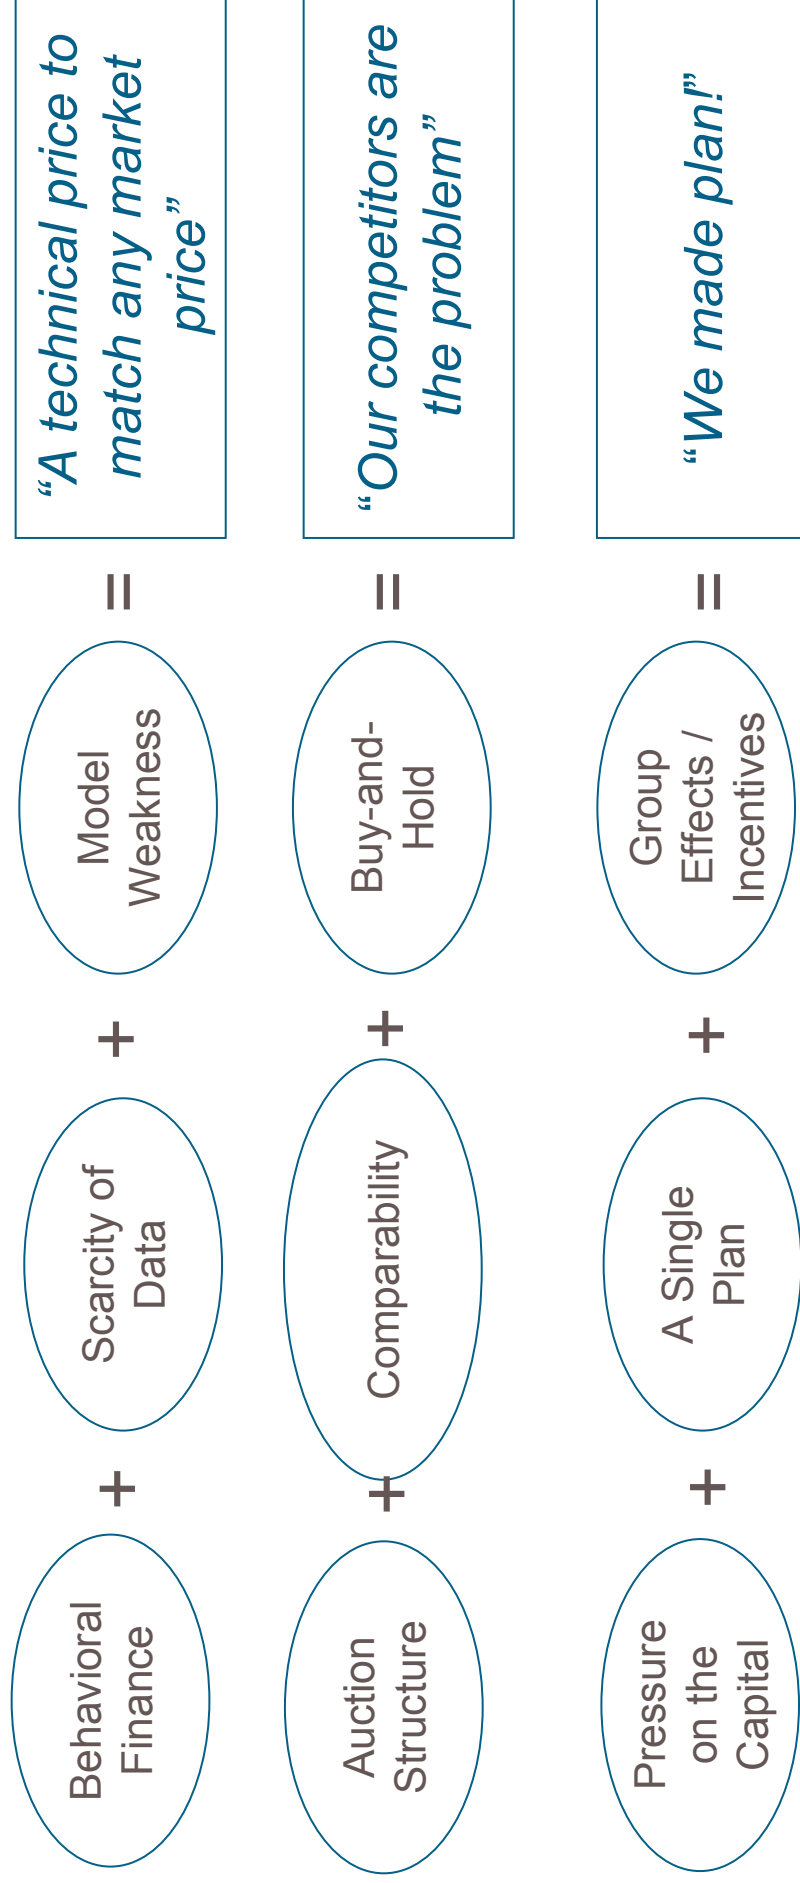 Behavioral
Finance
+
Scarcity of
Data
+
Model
Weakness
=
“A technical price to
match any market
price”
Auction
Structure
+
Comparability
+
Buy-and-
Hold
=
“Our competitors are
the problem”
Pressure
on the
Capital
+
A Single
Plan
+
Group
Effects /
Incentives
=
“We made plan!”